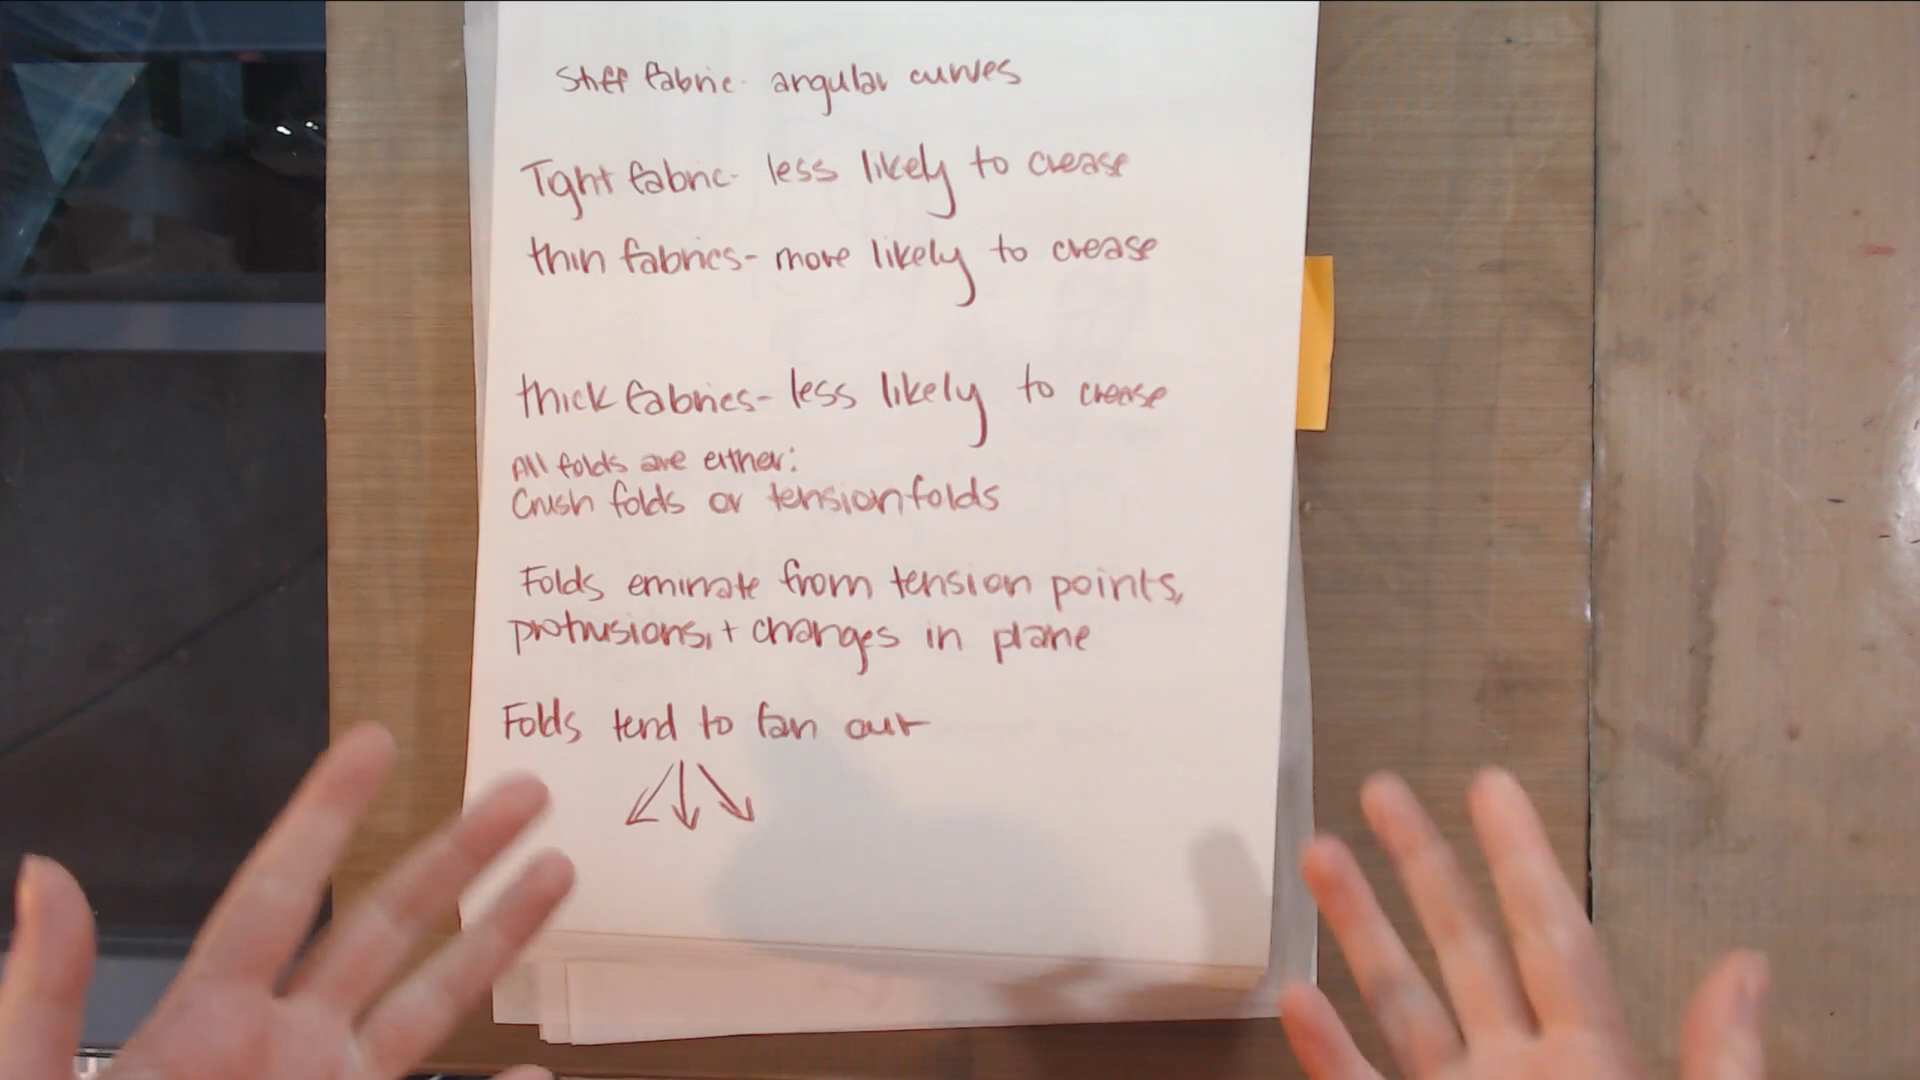 Stiff fabric- angular curves
Tight fabric- less likely to crease
thin fabrics- more likely to crease
thick fabrics- less likely to crease
All folds are either:
Crush folds or tension folds
Folds eminate from tension points,
protrusions, + changes in plane
Folds tend to fan out